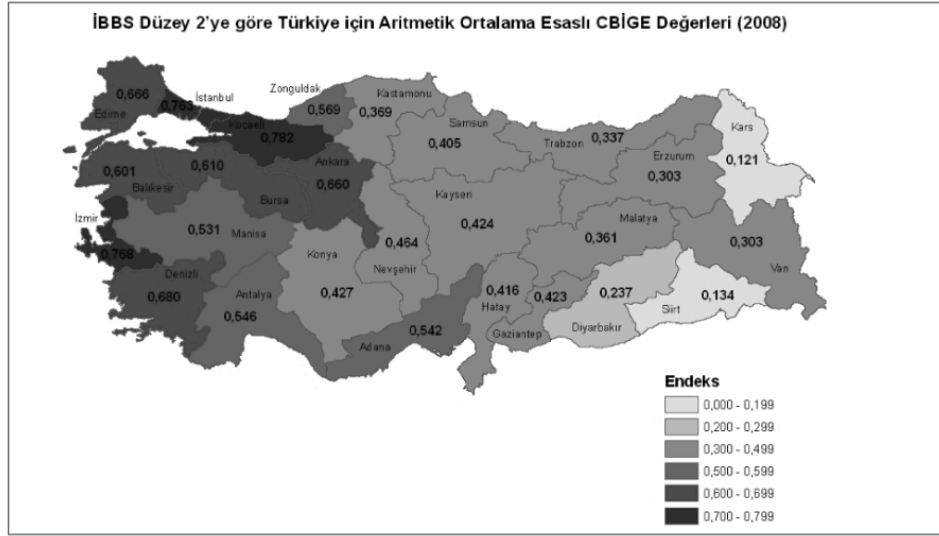 İBBS Düzey 2'ye göre Türkiye için Aritmetik Ortalama Esaslı CBİGE Değerleri (2008)
0,666
Edirne
0,763
İstanbul
Kocaeli
0,782
Zonguldak
0,569
Kastamonu
0,369
Samsun
0,405
Trabzon
0,337
Kars
0,121
Erzurum
0,303
0,601
Balıkesir
0,610
Bursa
Ankara
0,660
Kayseri
0,424
Malatya
0,361
0,303
Van
İzmir
0,768
0,531
Manisa
Konya
0,427
0,464
Nevşehir
Denizli
0,680
Antalya
0,546
Adana
0,542
0,416
Hatay
0,423
Gaziantep
0,237
Diyarbakır
Siirt
0,134
Endeks
0,000 - 0,199
0,200 - 0,299
0,300 - 0,499
0,500 - 0,599
0,600 - 0,699
0,700 - 0,799